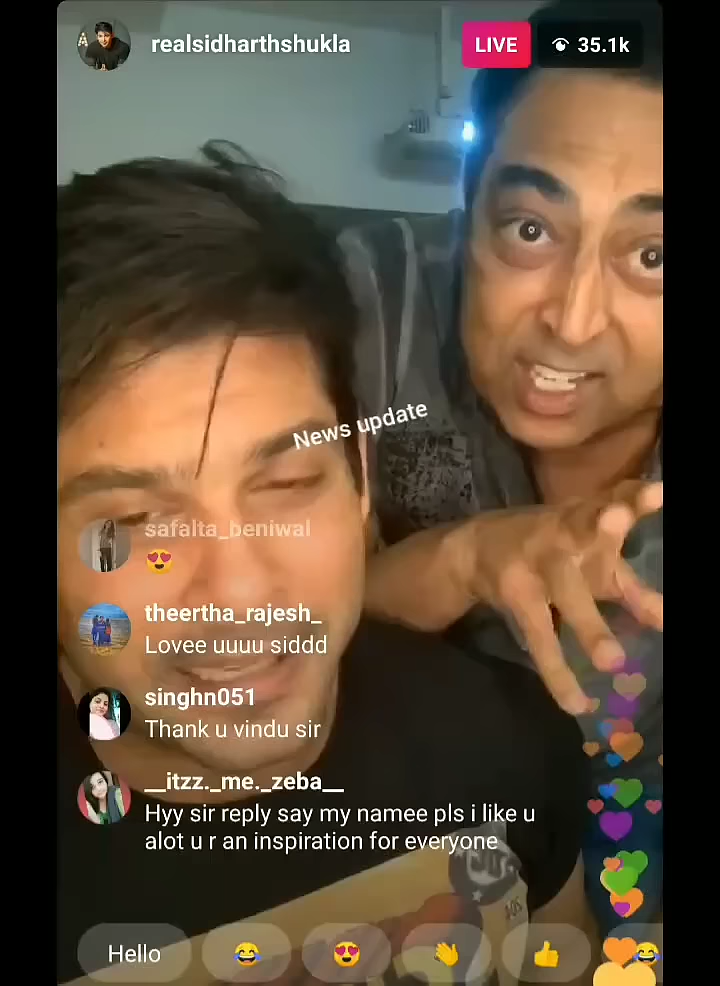 realsidharthshukla
LIVE
35.1k
News update
safalta_beniwal
😍
theertha_rajesh_
Lovee uuuu siddd
singhn051
Thank u vindu sir
__itzz._me._zeba__
Hyy sir reply say my namee pls i like u
alot u r an inspiration for everyone
Hello 😂 😍 👏 👍 😂